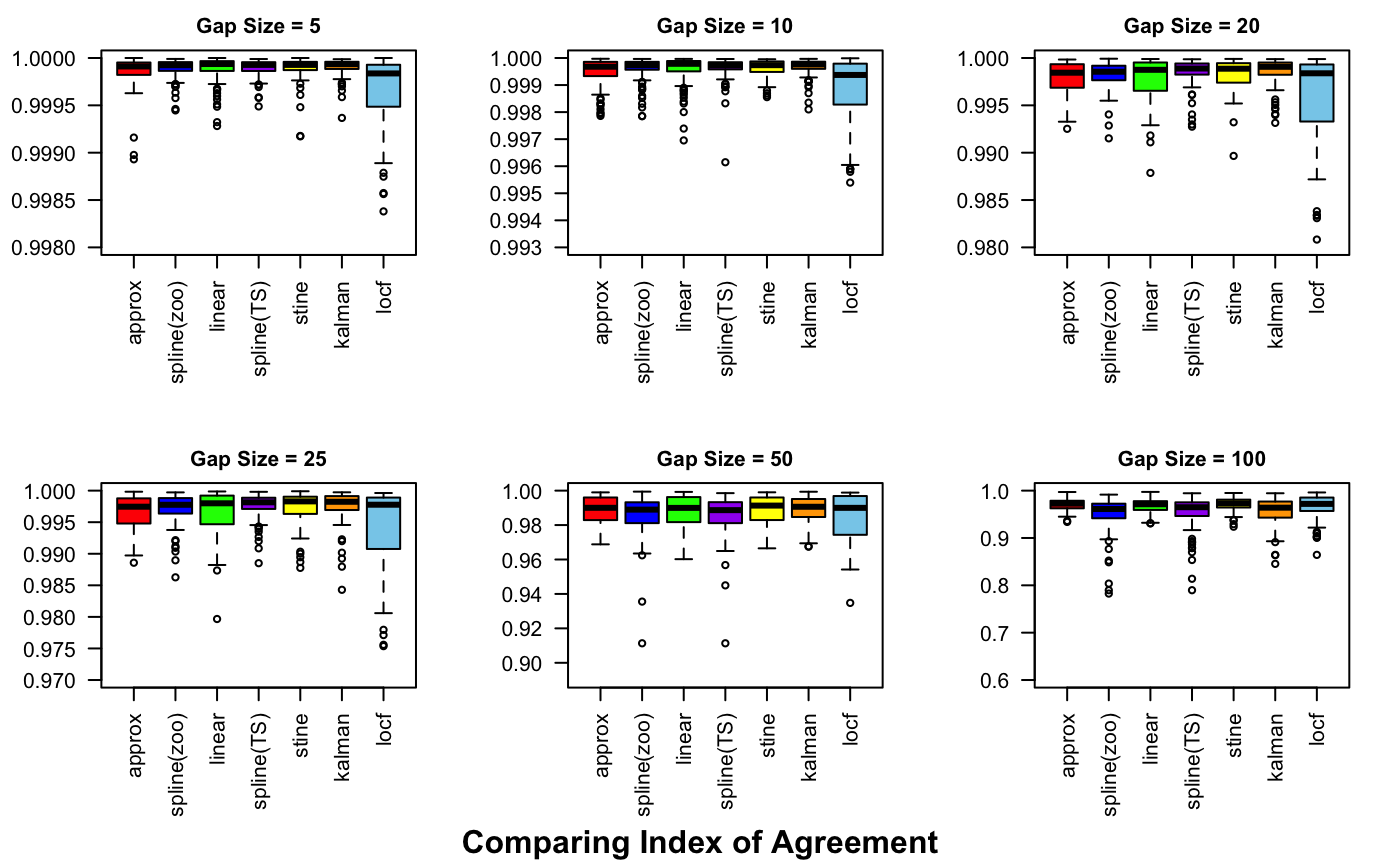 Gap Size = 5
1.0000
0.9995
0.9990
0.9985
0.9980
approx
spline(zoo)
linear
spline(TS)
stine
kalman
locf
Gap Size = 10
1.000
0.999
0.998
0.997
0.996
0.995
0.994
0.993
approx
spline(zoo)
linear
spline(TS)
stine
kalman
locf
Gap Size = 20
1.000
0.995
0.990
0.985
0.980
approx
spline(zoo)
linear
spline(TS)
stine
kalman
locf
Gap Size = 25
1.000
0.995
0.990
0.985
0.980
0.975
0.970
approx
spline(zoo)
linear
spline(TS)
stine
kalman
locf
Gap Size = 50
1.00
0.98
0.96
0.94
0.92
0.90
approx
spline(zoo)
linear
spline(TS)
stine
kalman
locf
Gap Size = 100
1.0
0.9
0.8
0.7
0.6
approx
spline(zoo)
linear
spline(TS)
stine
kalman
locf
Comparing Index of Agreement